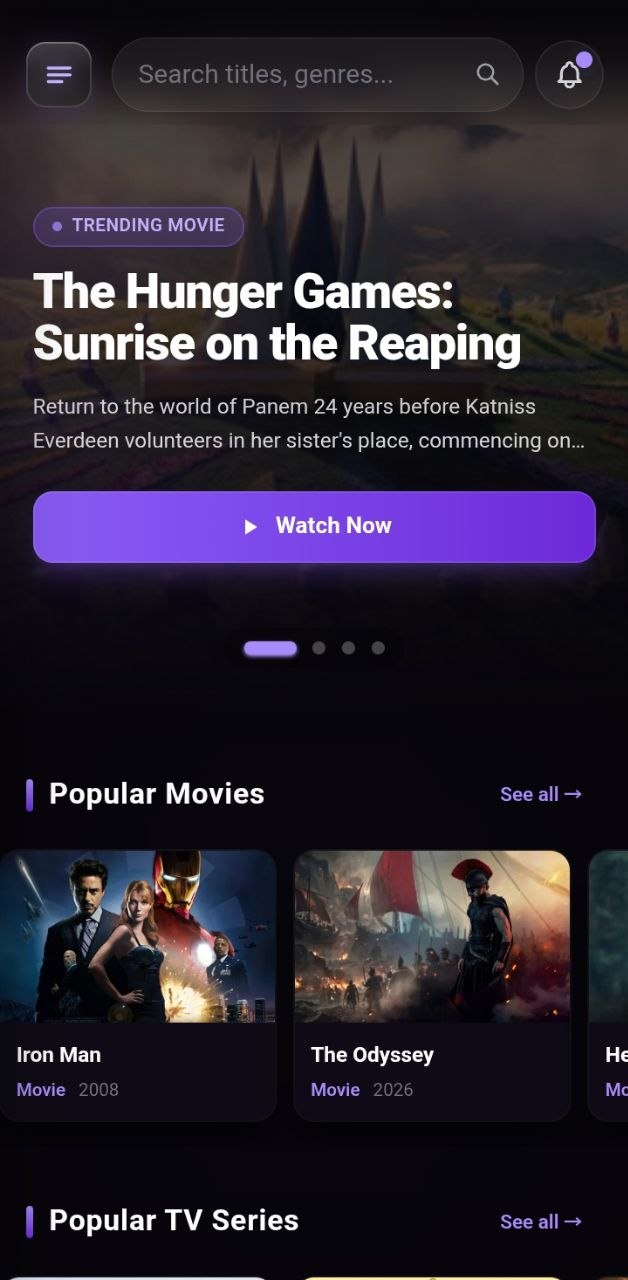 Search titles, genres...
TRENDING MOVIE
The Hunger Games:
Sunrise on the Reaping
Return to the world of Panem 24 years before Katniss
Everdeen volunteers in her sister's place, commencing on...
Watch Now
Popular Movies
See all →
Iron Man
Movie 2008
The Odyssey
Movie 2026
He
Mo
Popular TV Series
See all →